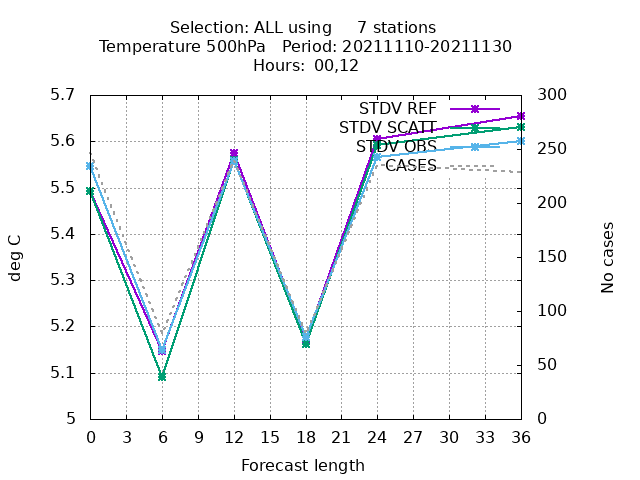 Selection: ALL using     7 stations
Temperature 500hPa   Period: 20211110-20211130
Hours:  00,12
5.7
5.6
5.5
5.4
5.3
5.2
5.1
5
deg C
STDV REF
STDV SCATT
STDV OBS
CASES
300
250
200
150
100
50
0
No cases
0 3 6 9 12 15 18 21 24 27 30 33 36
Forecast length